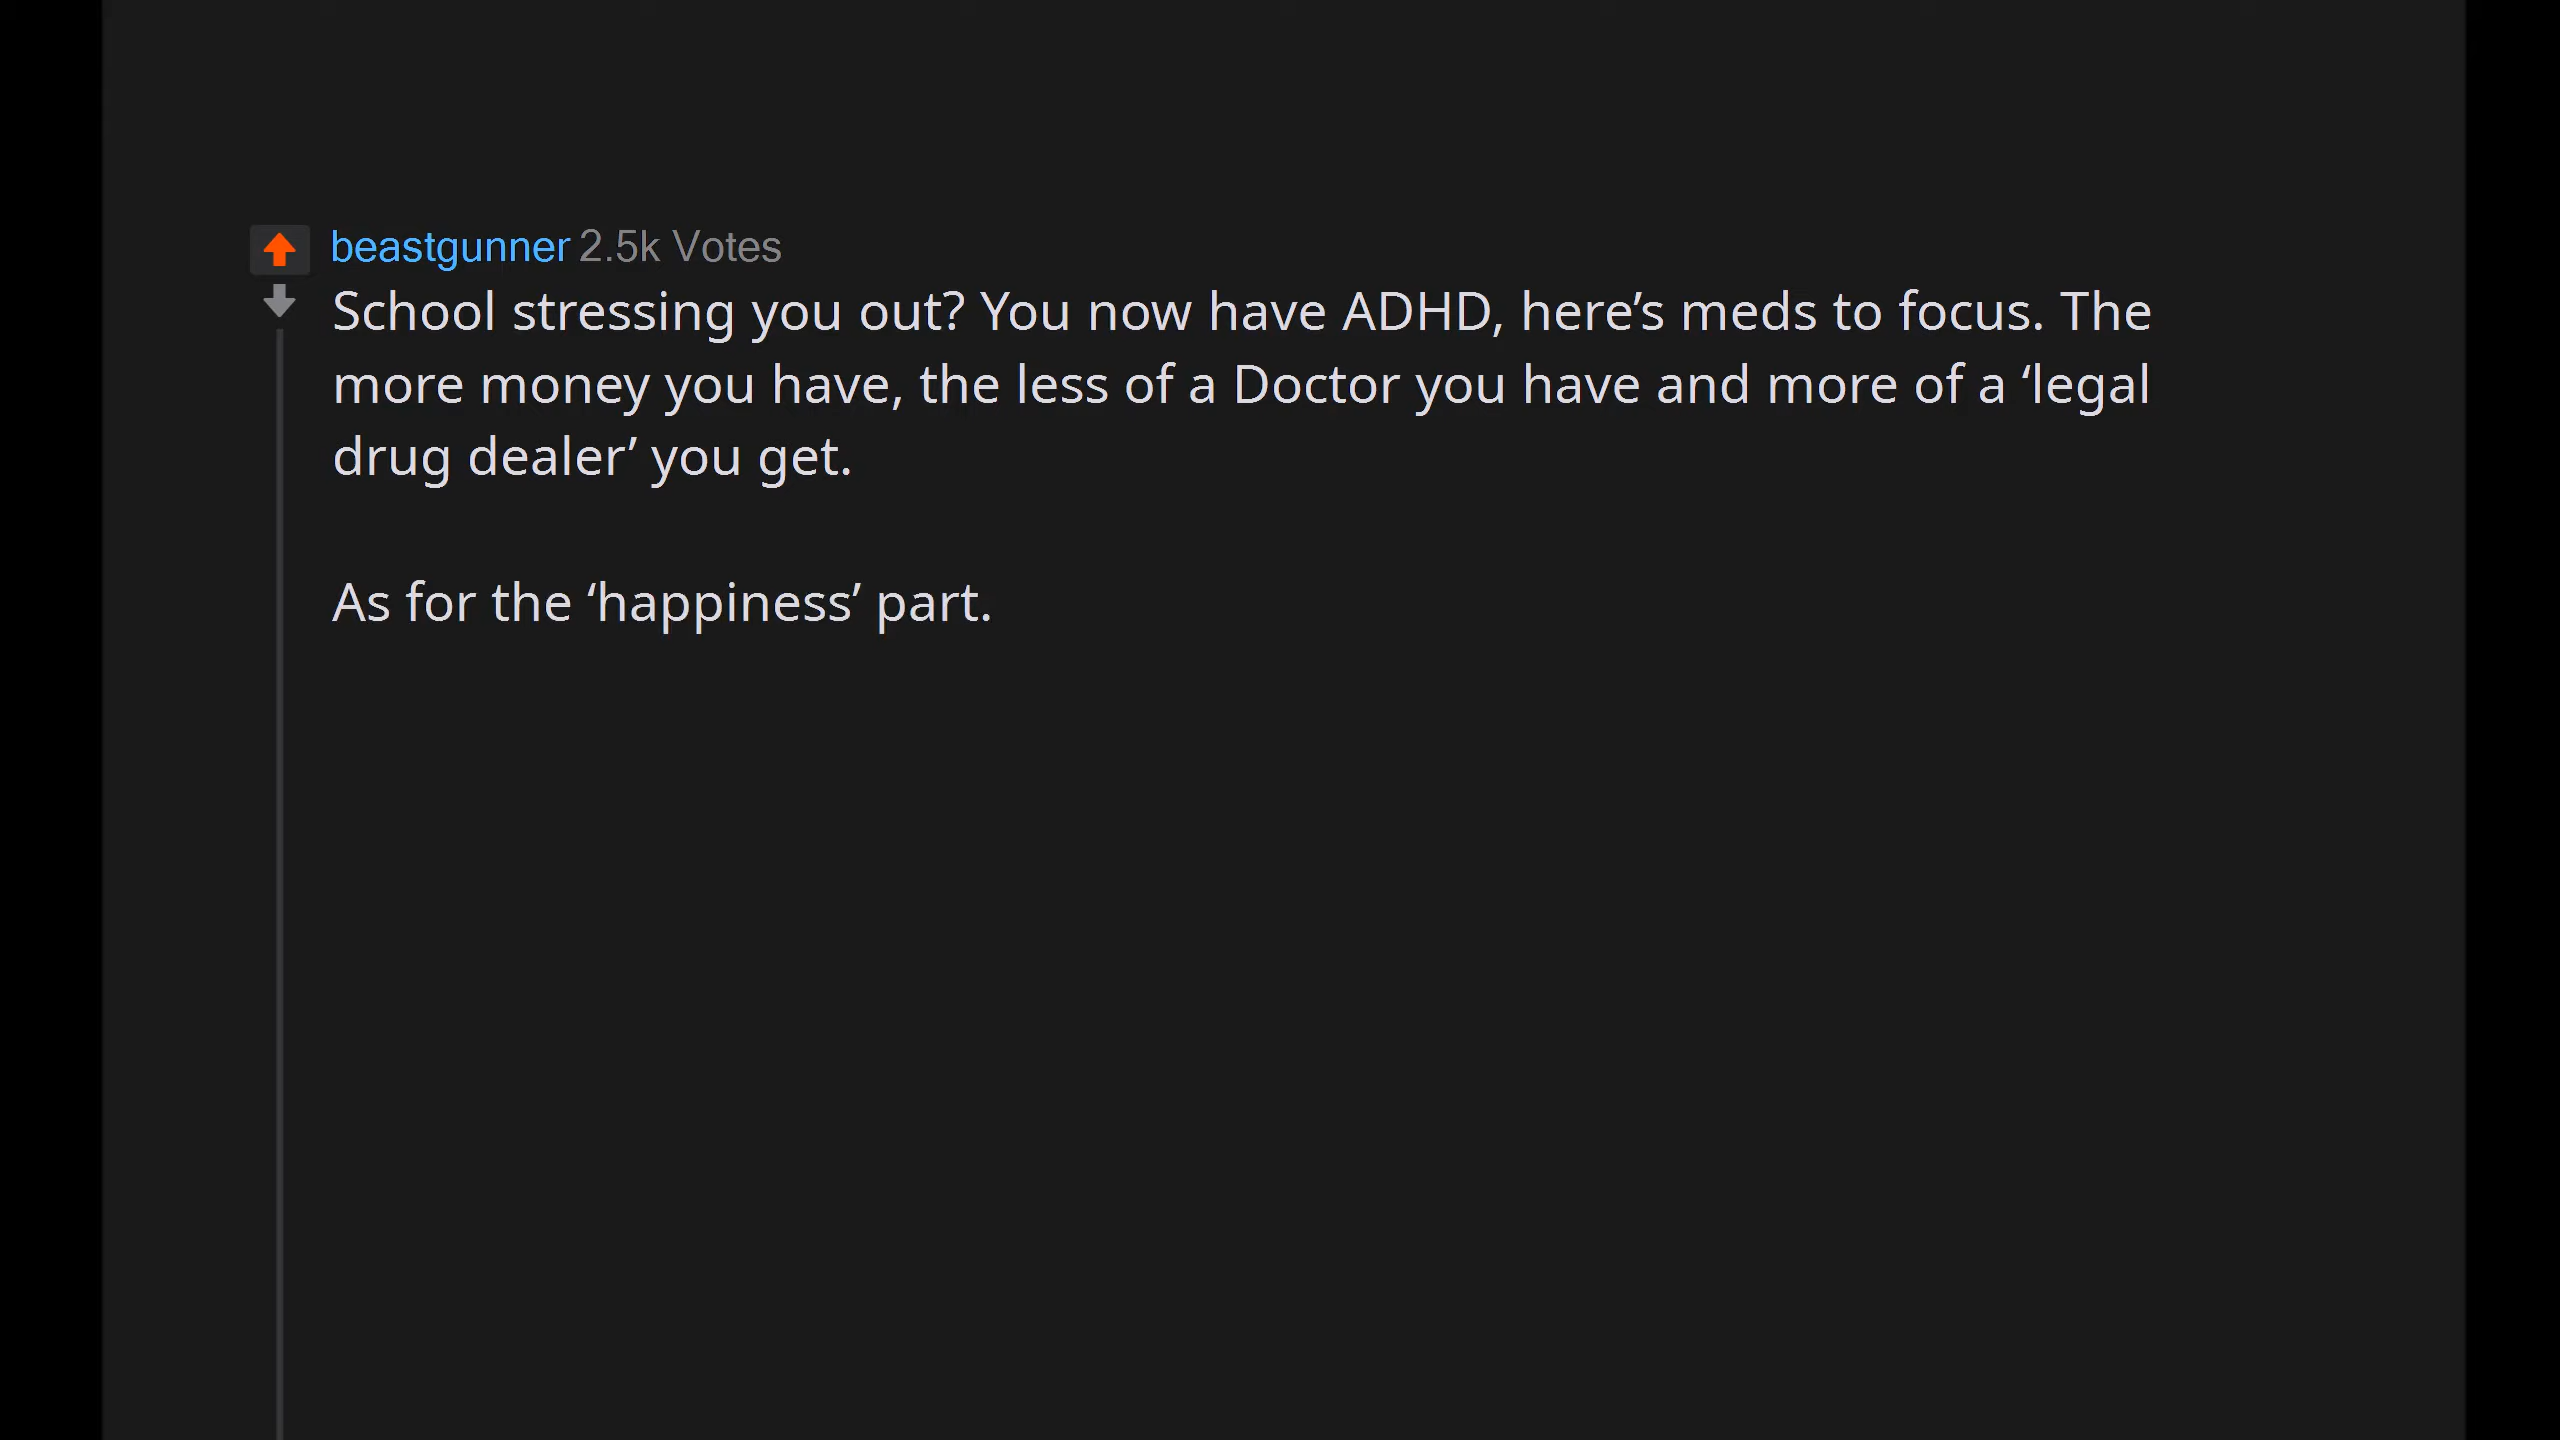 beastgunner 2.5k Votes
School stressing you out? You now have ADHD, here’s meds to focus. The
more money you have, the less of a Doctor you have and more of a ‘legal
drug dealer’ you get.
As for the ‘happiness’ part.